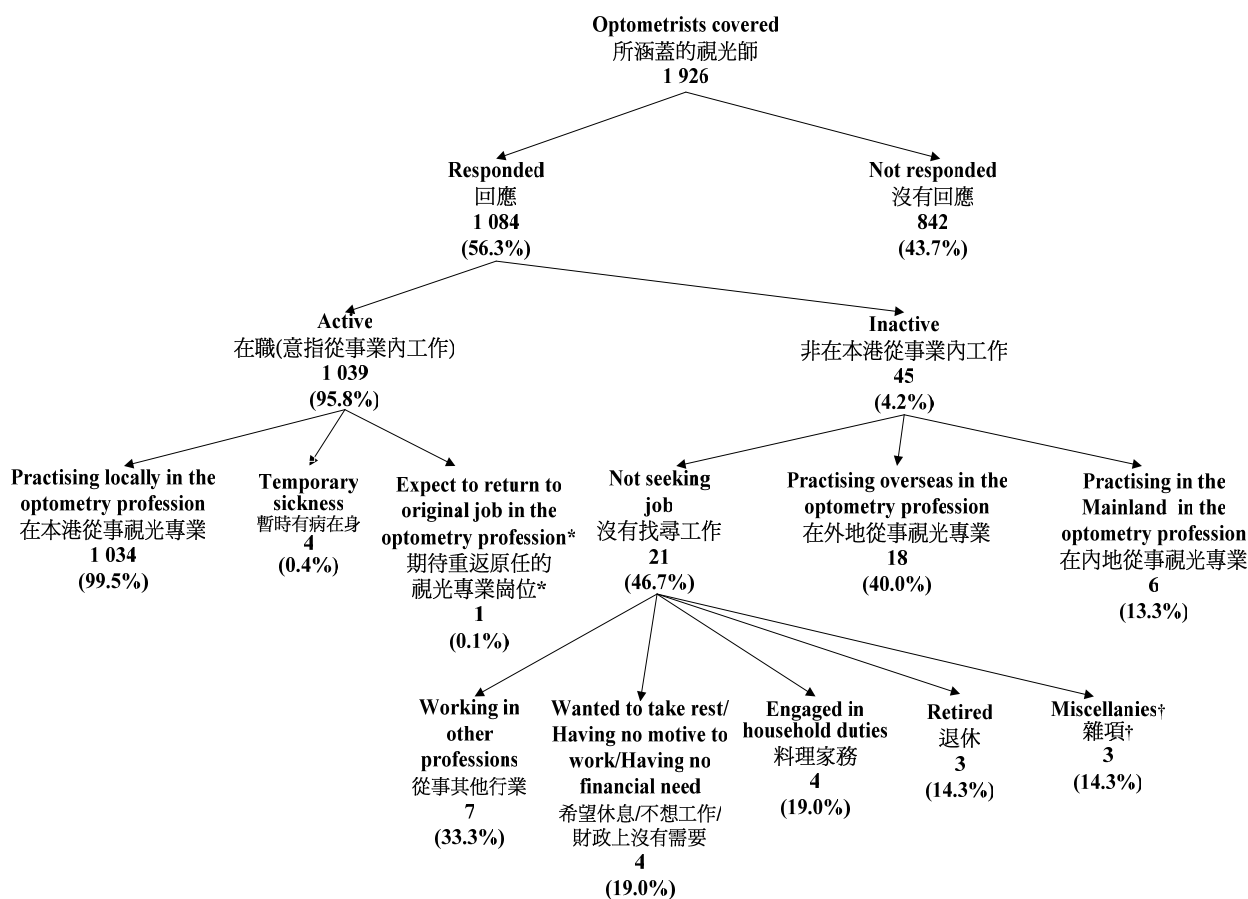 Optometrists covered
所涵蓋的視光師
1 926
Responded
回應
1 084
(56.3%)
Not responded
沒有回應
842
(43.7%)
Active
在職(意指從事業內工作)
1 039
(95.8%)
Inactive
非在本港從事業內工作
45
(4.2%)
Practising locally in the
optometry profession
在本港從事視光專業
1 034
(99.5%)
Temporary
sickness
暫時有病在身
4
(0.4%)
Expect to return to
original job in the
optometry profession*
期待重返原任的
視光專業崗位*
1
(0.1%)
Not seeking
job
沒有找尋工作
21
(46.7%)
Practising overseas in the
optometry profession
在外地從事視光專業
18
(40.0%)
Practising in the
Mainland in the
optometry profession
在內地從事視光專業
6
(13.3%)
Working in
other
professions
從事其他行業
7
(33.3%)
Wanted to take rest/
Having no motive to
work/Having no
financial need
希望休息/不想工作/
財政上沒有需要
4
(19.0%)
Engaged in
household duties
料理家務
4
(19.0%)
Retired
退休
3
(14.3%)
Miscellanies†
雜項†
3
(14.3%)